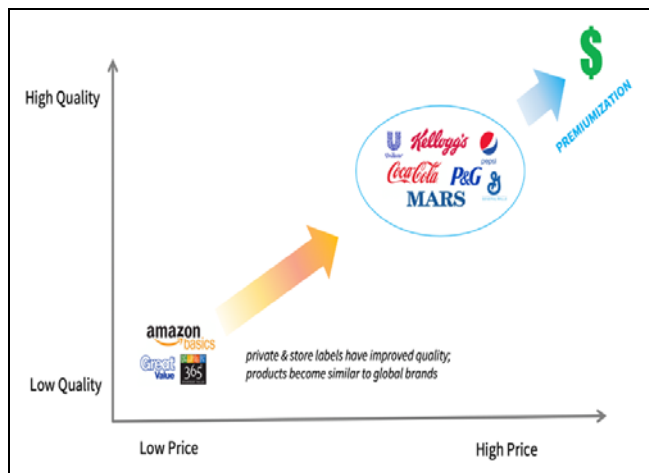 $
PREMIUMIZATION
High Quality
Unilever
Kellogg's
pepsi
Coca-Cola
P&G
MARS
amazon
basics
Great
Value
365
private & store labels have improved quality;
products become similar to global brands
Low Quality
Low Price
High Price